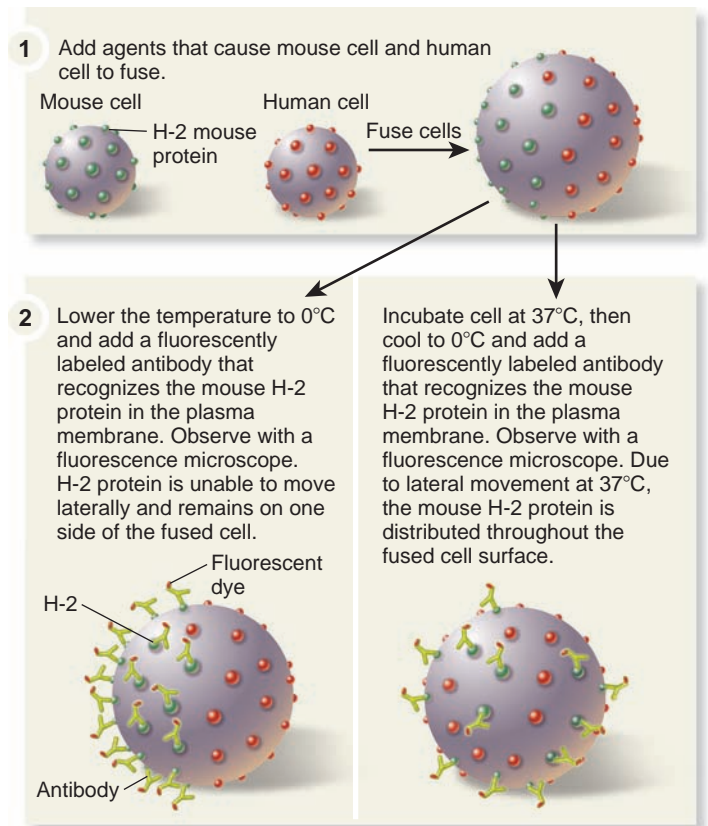 1
Add agents that cause mouse cell and human
cell to fuse.
Mouse cell
H-2 mouse
protein
Human cell
Fuse cells
2
Lower the temperature to 0°C
and add a fluorescently
labeled antibody that
recognizes the mouse H-2
protein in the plasma
membrane. Observe with a
fluorescence microscope.
H-2 protein is unable to move
laterally and remains on one
side of the fused cell.
Fluorescent
dye
H-2
Antibody
Incubate cell at 37°C, then
cool to 0°C and add a
fluorescently labeled antibody
that recognizes the mouse
H-2 protein in the plasma
membrane. Observe with a
fluorescence microscope. Due
to lateral movement at 37°C,
the mouse H-2 protein is
distributed throughout the
fused cell surface.